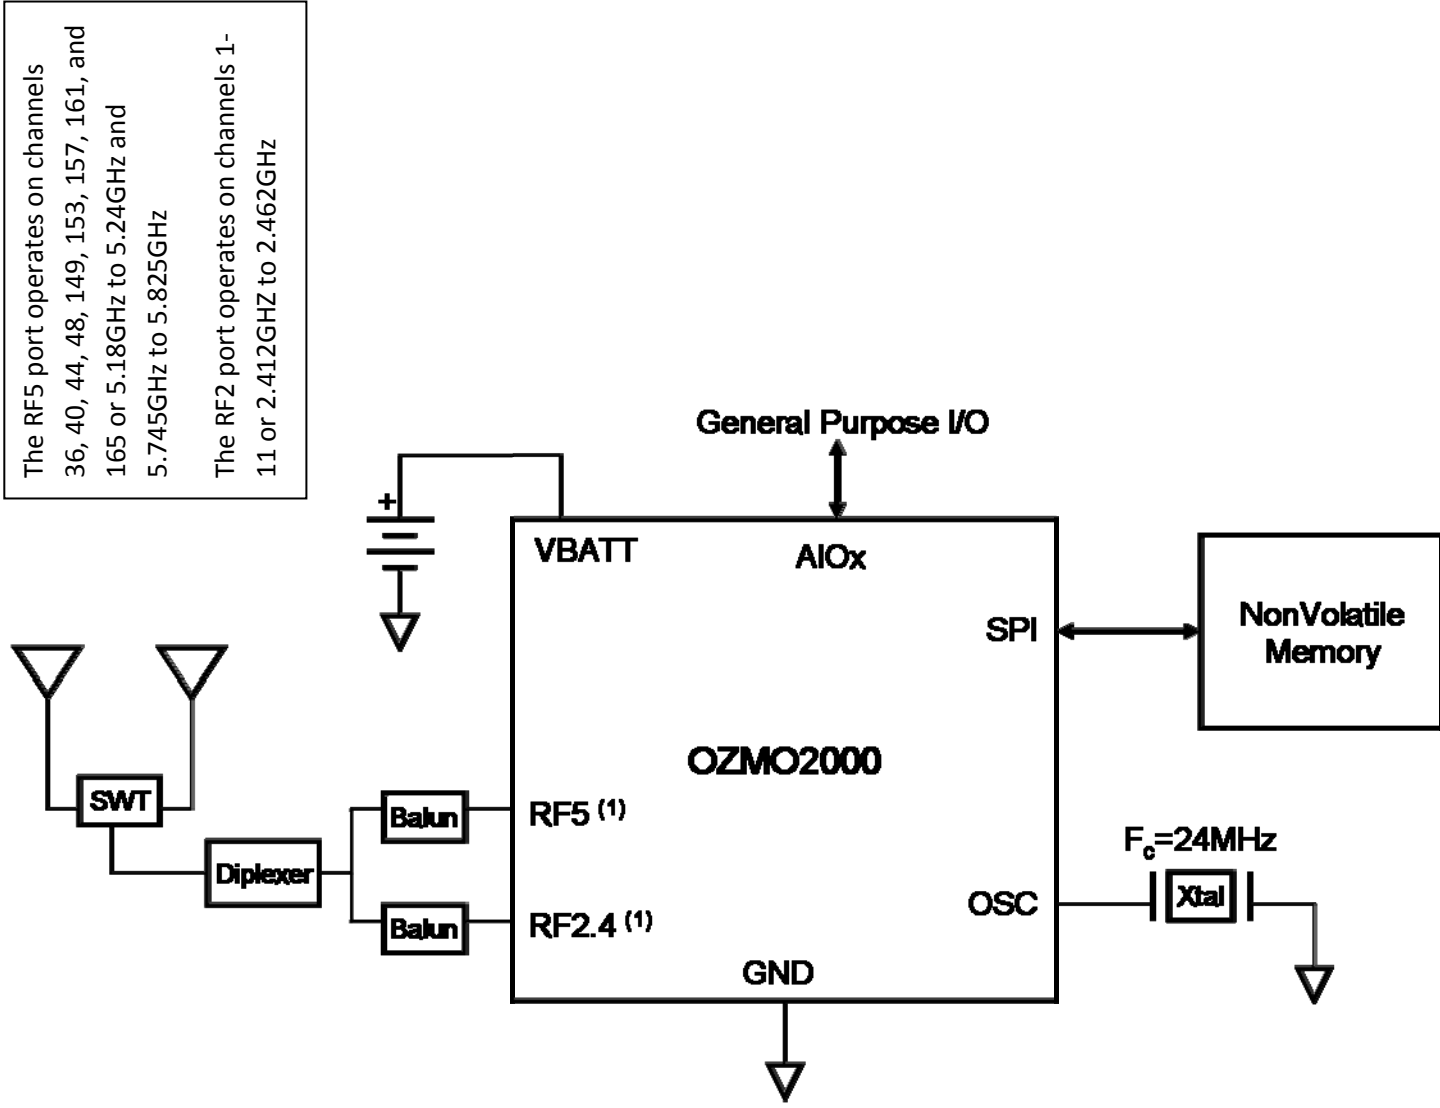 The RF5 port operates on channels
36, 40, 44, 48, 149, 153, 157, 161, and
165 or 5.18GHz to 5.24GHz and
5.745GHz to 5.825GHz
The RF2 port operates on channels 1-
11 or 2.412GHZ to 2.462GHz
General Purpose I/O
+
VBATT
AIOx
SPI
NonVolatile
Memory
OZMO2000
SWT
Balun
RF5 (1)
Diplexer
Balun
RF2.4 (1)
Fc=24MHz
OSC
Xtal
GND